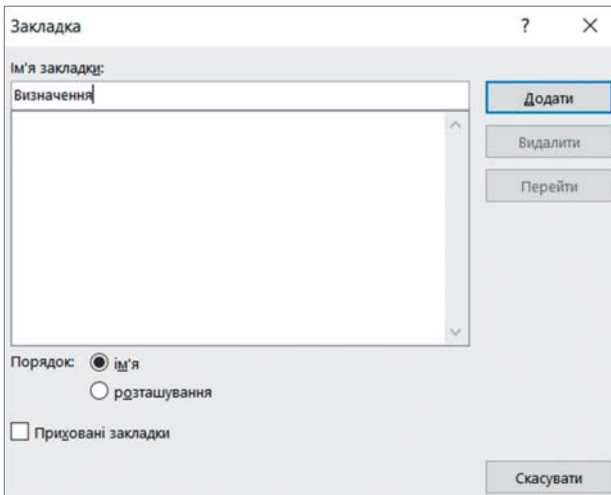 Закладка ? ×
Ім'я закладки:
Визначення
Додати
Видалити
Перейти
Порядок: ім'я
розташування
Приховані закладки
Скасувати